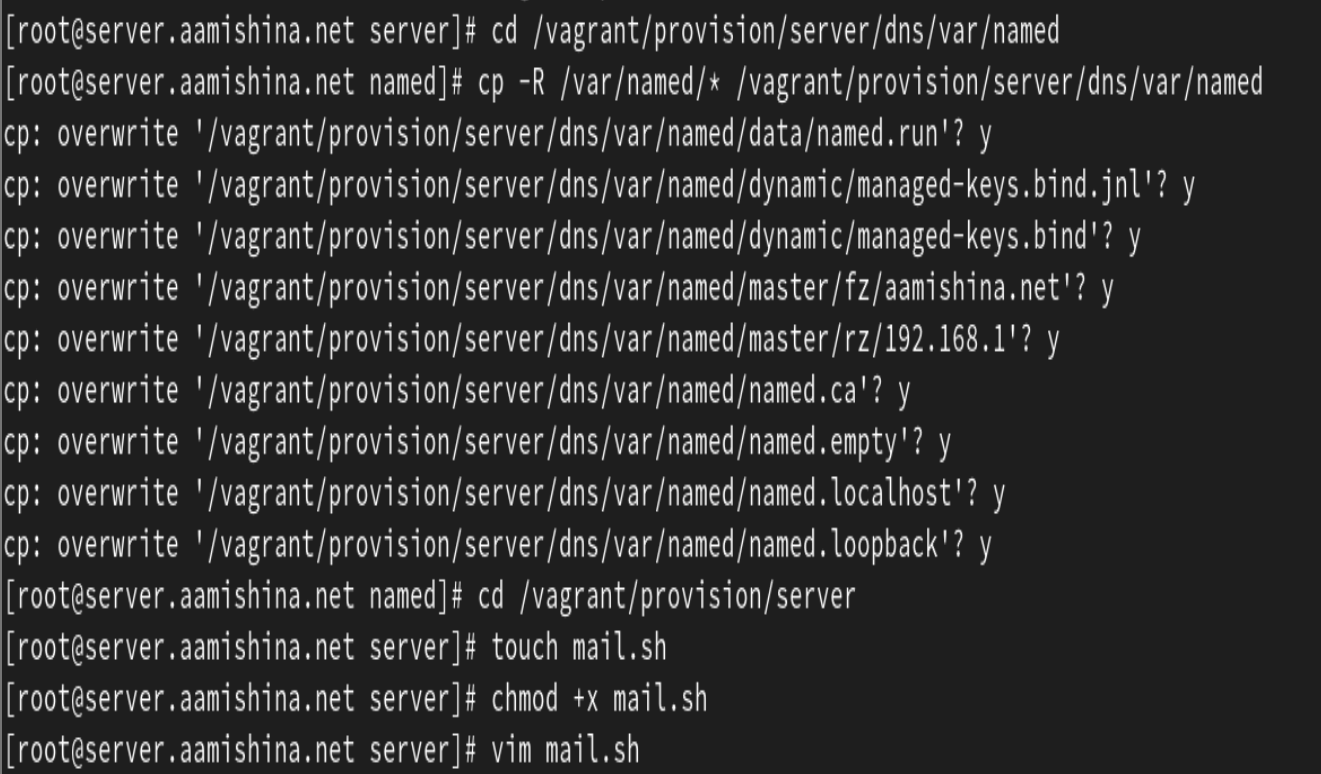 [root@server.aamishina.net server]# cd /vagrant/provision/server/dns/var/named
[root@server.aamishina.net named]# cp -R /var/named/* /vagrant/provision/server/dns/var/named
cp: overwrite '/vagrant/provision/server/dns/var/named/data/named.run'? y
cp: overwrite '/vagrant/provision/server/dns/var/named/dynamic/managed-keys.bind.jnl'? y
cp: overwrite '/vagrant/provision/server/dns/var/named/dynamic/managed-keys.bind'? y
cp: overwrite '/vagrant/provision/server/dns/var/named/master/fz/aamishina.net'? y
cp: overwrite '/vagrant/provision/server/dns/var/named/master/rz/192.168.1'? y
cp: overwrite '/vagrant/provision/server/dns/var/named/named.ca'? y
cp: overwrite '/vagrant/provision/server/dns/var/named/named.empty'? y
cp: overwrite '/vagrant/provision/server/dns/var/named/named.localhost'? y
cp: overwrite '/vagrant/provision/server/dns/var/named/named.loopback'? y
[root@server.aamishina.net named]# cd /vagrant/provision/server
[root@server.aamishina.net server]# touch mail.sh
[root@server.aamishina.net server]# chmod +x mail.sh
[root@server.aamishina.net server]# vim mail.sh